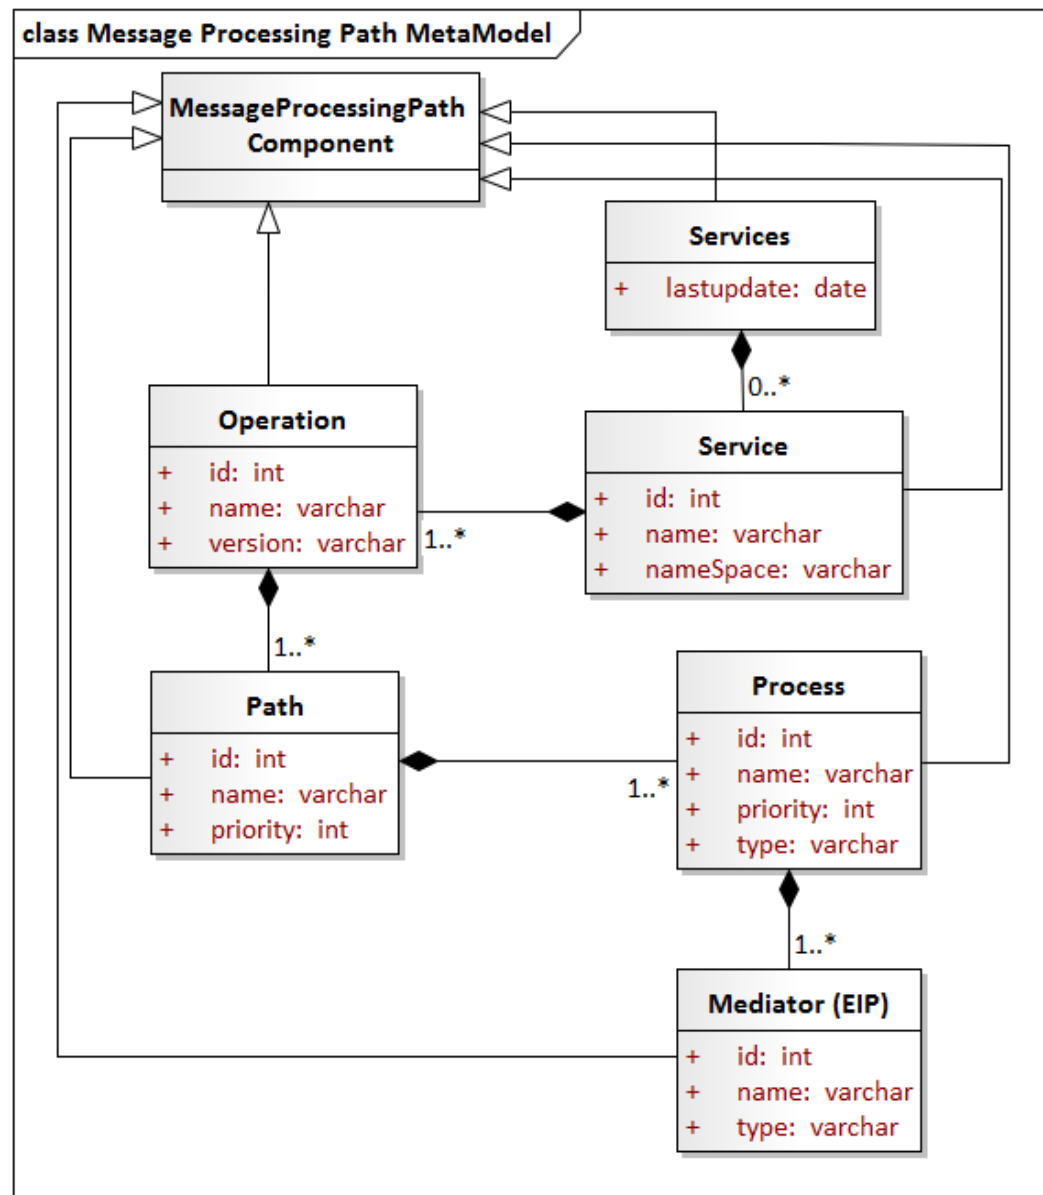 class Message Processing Path MetaModel
MessageProcessingPath
Component
Services
+ lastupdate: date
0..*
Operation
+ id: int
+ name: varchar
+ version: varchar
1..*
Service
+ id: int
+ name: varchar
+ nameSpace: varchar
1..*
Path
+ id: int
+ name: varchar
+ priority: int
1..*
Process
+ id: int
+ name: varchar
+ priority: int
+ type: varchar
1..*
Mediator (EIP)
+ id: int
+ name: varchar
+ type: varchar